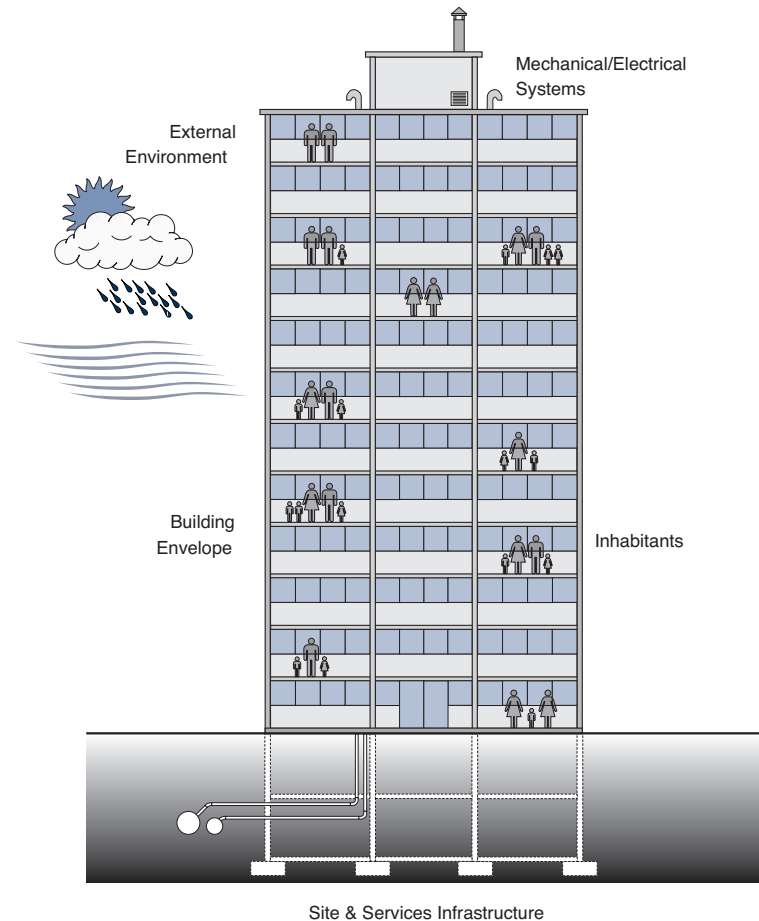 Mechanical/Electrical
Systems
External
Environment
Building
Envelope
Inhabitants
Site & Services Infrastructure